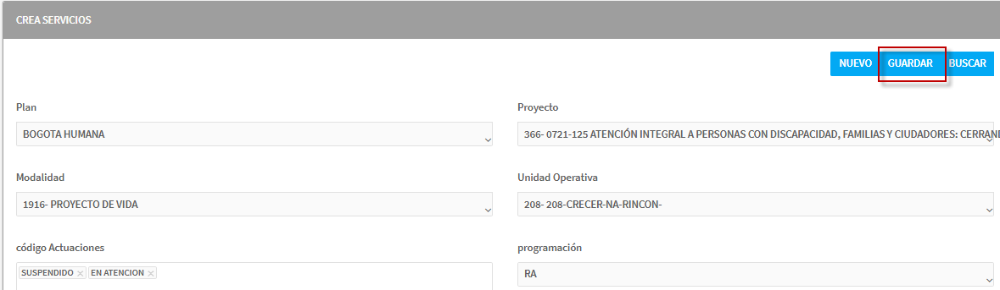 CREA SERVICIOS
NUEVO GUARDAR BUSCAR
Plan
Proyecto
BOGOTA HUMANA
366- 0721-125 ATENCIÓN INTEGRAL A PERSONAS CON DISCAPACIDAD, FAMILIAS Y CIUDADORES: CERRAND
Modalidad
Unidad Operativa
1916- PROYECTO DE VIDA
208- 208-CRECER-NA-RINCON-
código Actuaciones
programación
SUSPENDIDO × EN ATENCION ×
RA